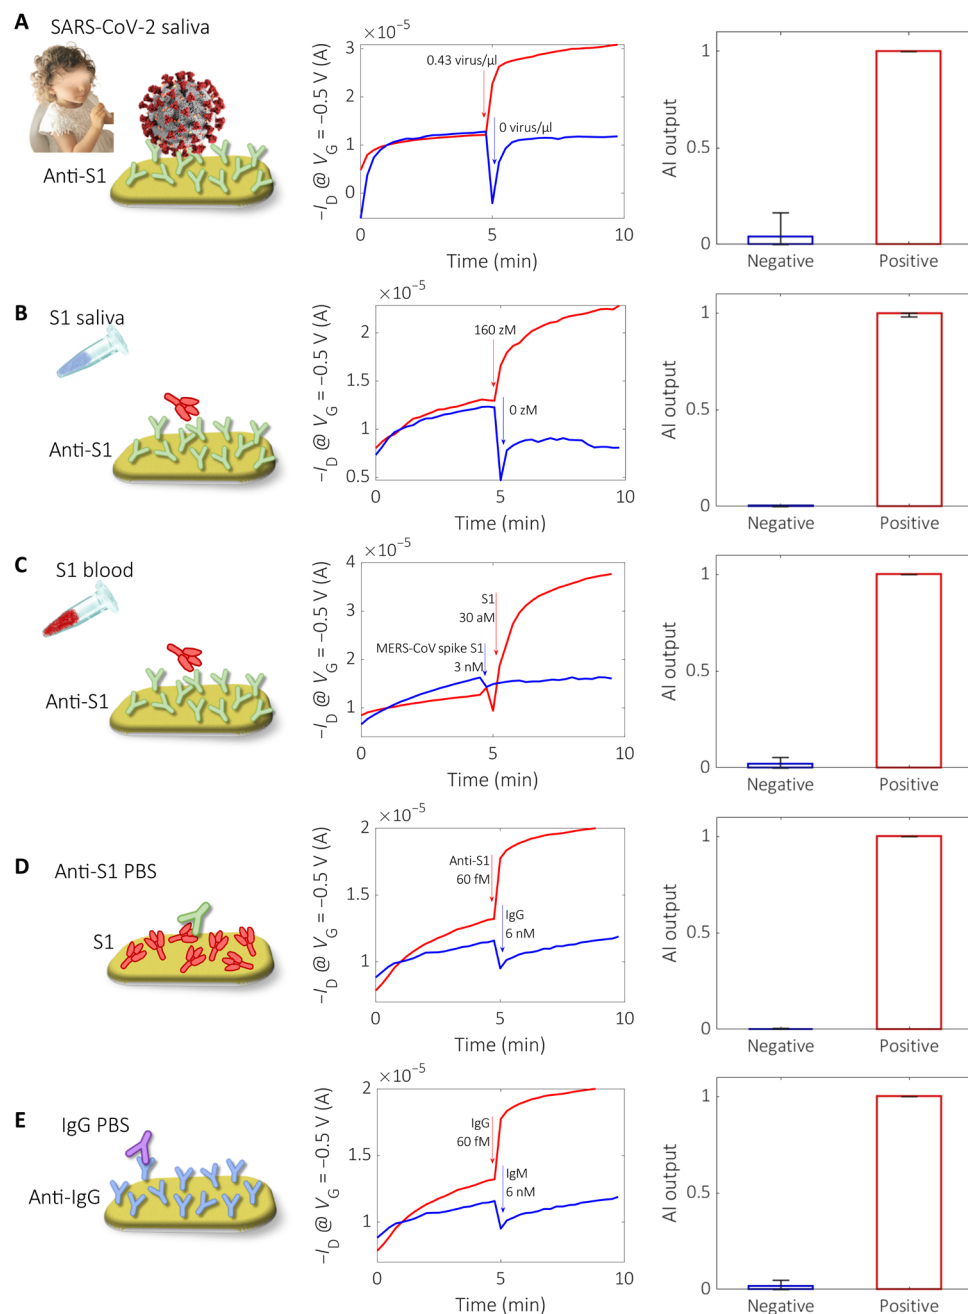 A
SARS-CoV-2 saliva
Anti-S1
×10⁻⁵
−I_D @ V_G = −0.5 V (A)
3
2
1
0
0.43 virus/µl
0 virus/µl
0
5
10
Time (min)
AI output
1
0.5
0
Negative
Positive
B
S1 saliva
Anti-S1
×10⁻⁵
−I_D @ V_G = −0.5 V (A)
2
1.5
1
0.5
160 zM
0 zM
0
5
10
Time (min)
AI output
1
0.5
0
Negative
Positive
C
S1 blood
Anti-S1
×10⁻⁵
−I_D @ V_G = −0.5 V (A)
4
3
2
1
S1
30 aM
MERS-CoV spike S1
3 nM
0
5
10
Time (min)
AI output
1
0.5
0
Negative
Positive
D
Anti-S1 PBS
S1
×10⁻⁵
−I_D @ V_G = −0.5 V (A)
2
1.5
1
Anti-S1
60 fM
IgG
6 nM
0
5
10
Time (min)
AI output
1
0.5
0
Negative
Positive
E
IgG PBS
Anti-IgG
×10⁻⁵
−I_D @ V_G = −0.5 V (A)
2
1.5
1
IgG
60 fM
IgM
6 nM
0
5
10
Time (min)
AI output
1
0.5
0
Negative
Positive